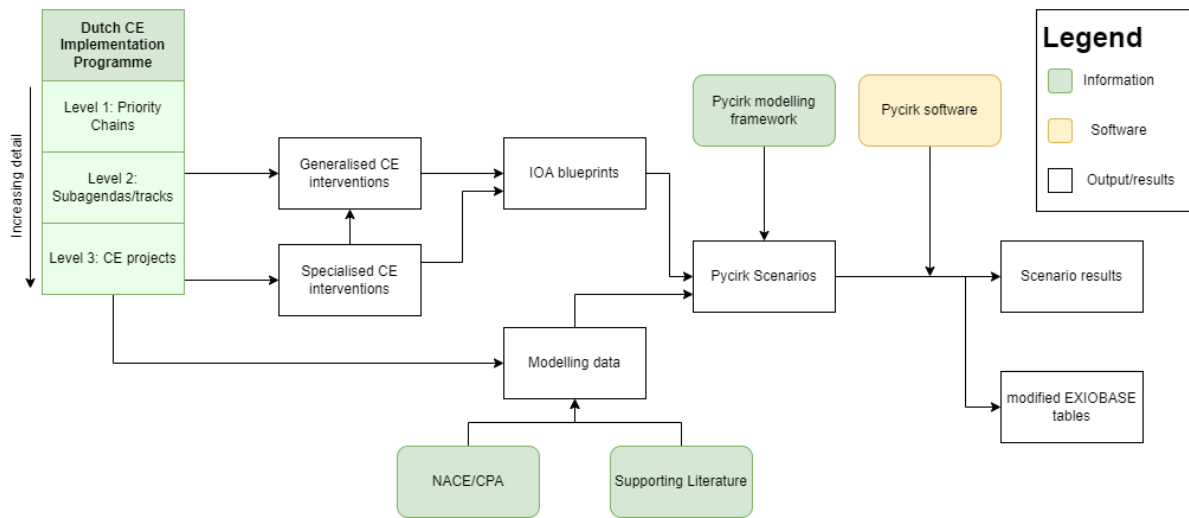 Dutch CE
Implementation
Programme
Level 1: Priority
Chains
Level 2:
Subagendas/tracks
Level 3: CE projects
Increasing detail
Generalised CE
interventions
Specialised CE
interventions
IOA blueprints
Modelling data
NACE/CPA
Supporting Literature
Pycirk modelling
framework
Pycirk software
Pycirk Scenarios
Scenario results
modified EXIOBASE
tables
Legend
Information
Software
Output/results